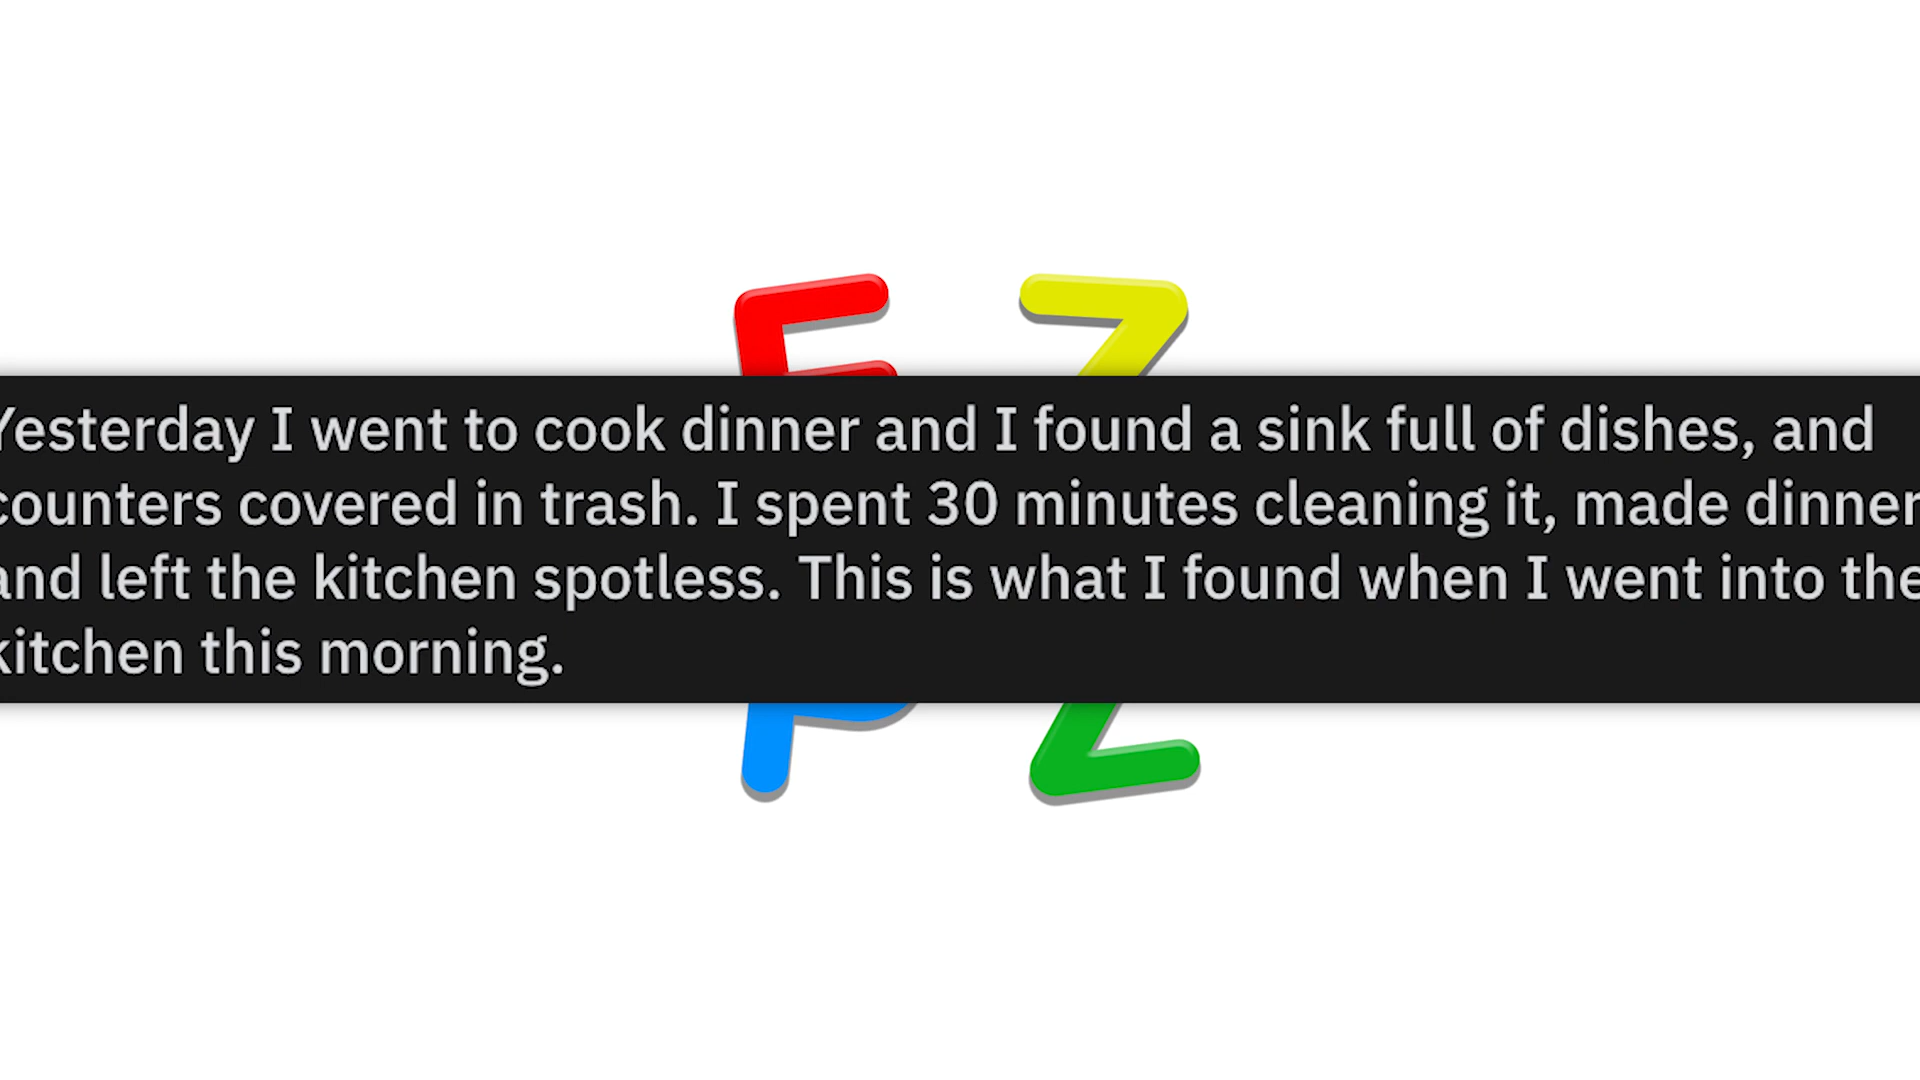 E Z
Yesterday I went to cook dinner and I found a sink full of dishes, and
counters covered in trash. I spent 30 minutes cleaning it, made dinner
and left the kitchen spotless. This is what I found when I went into the
kitchen this morning.
P Z